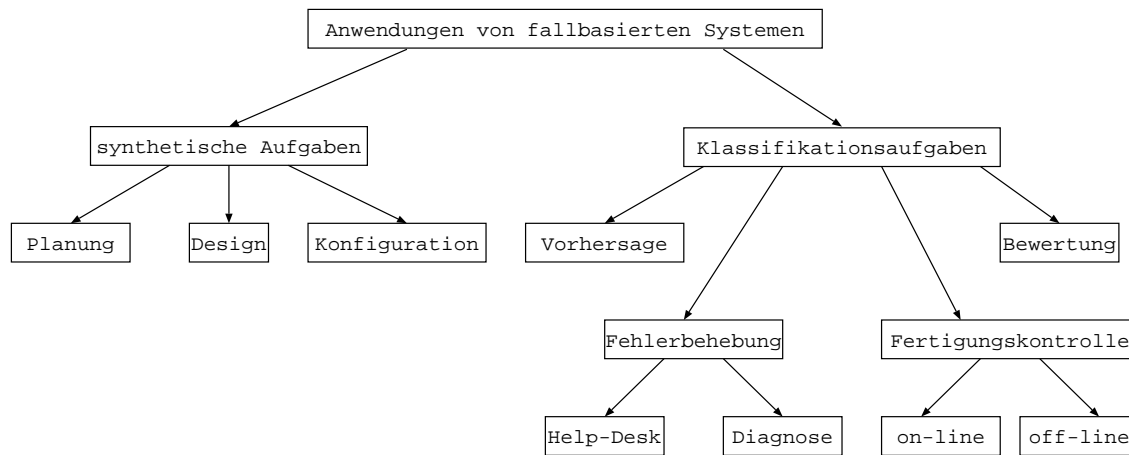 Anwendungen von fallbasierten Systemen
synthetische Aufgaben
Klassifikationsaufgaben
Planung
Design
Konfiguration
Vorhersage
Bewertung
Fehlerbehebung
Fertigungskontrolle
Help-Desk
Diagnose
on-line
off-line